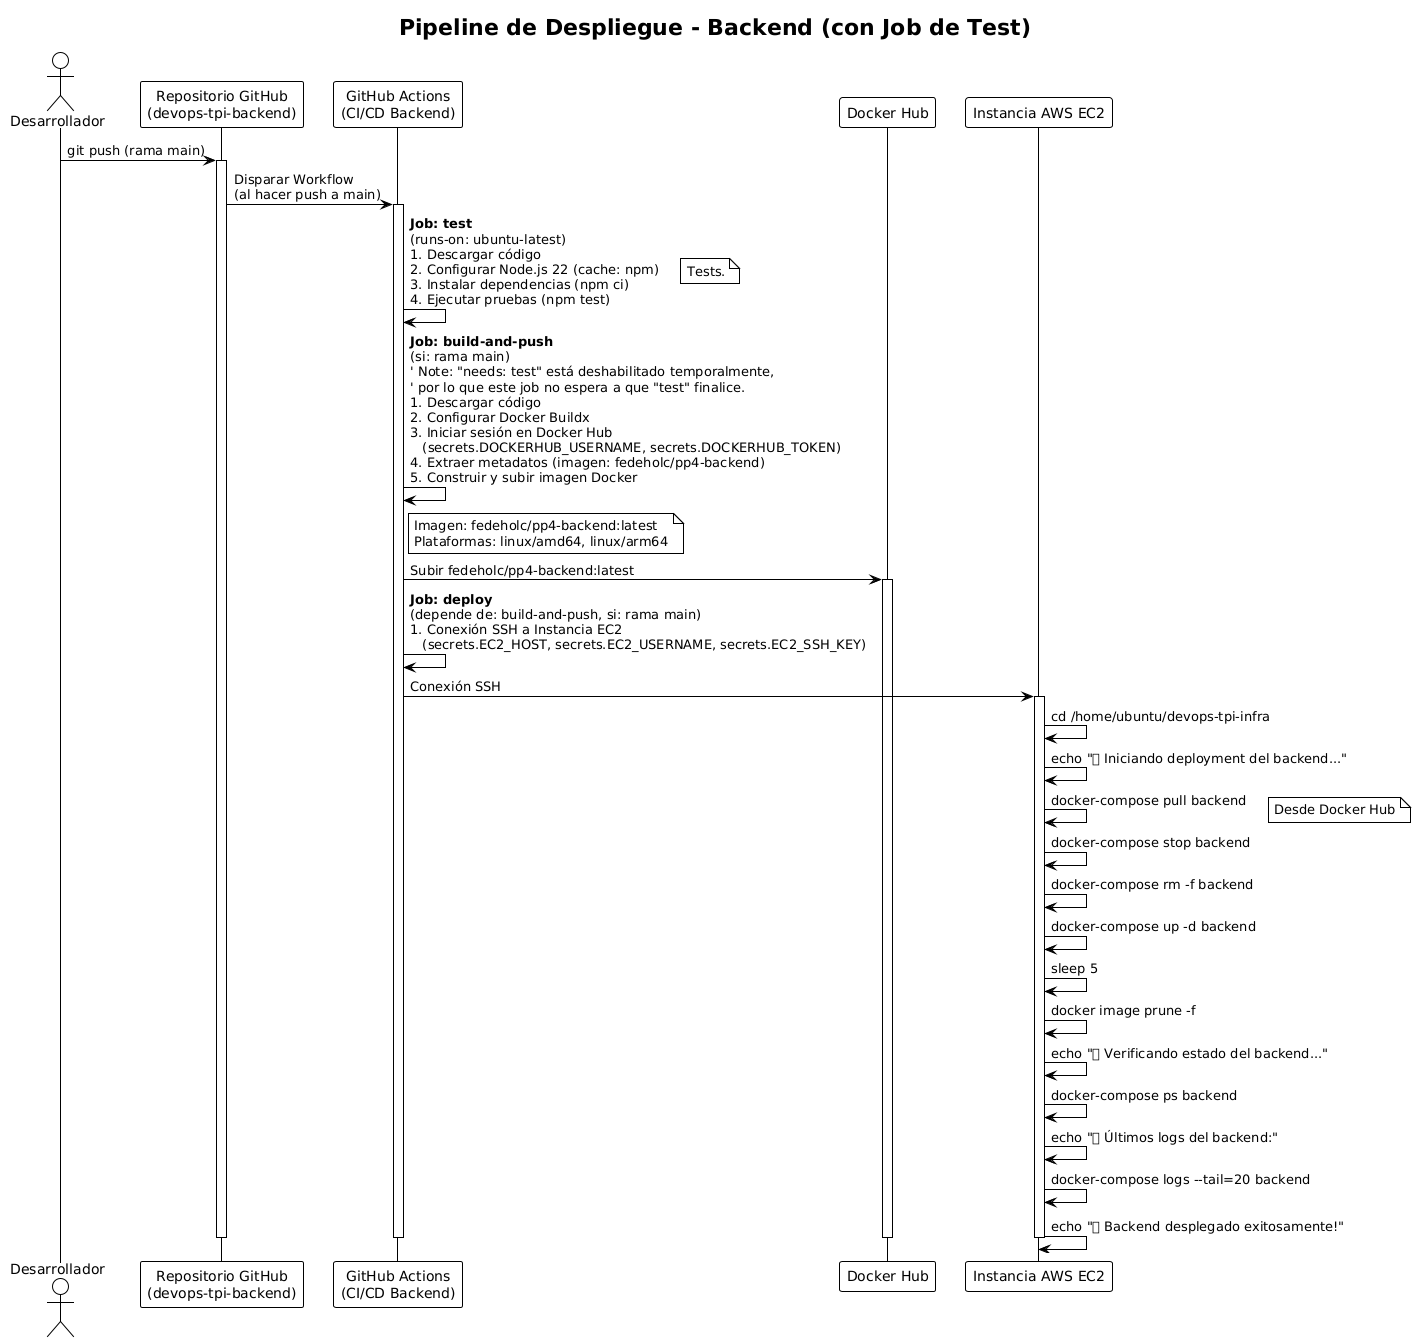 Pipeline de Despliegue - Backend (con Job de Test)
Desarrollador
Repositorio GitHub
(devops-tpi-backend)
GitHub Actions
(CI/CD Backend)
Docker Hub
Instancia AWS EC2
git push (rama main)
Disparar Workflow
(al hacer push a main)
Job: test
(runs-on: ubuntu-latest)
1. Descargar código
2. Configurar Node.js 22 (cache: npm)
3. Instalar dependencias (npm ci)
4. Ejecutar pruebas (npm test)
Tests.
Job: build-and-push
(si: rama main)
' Note: "needs: test" está deshabilitado temporalmente,
' por lo que este job no espera a que "test" finalice.
1. Descargar código
2. Configurar Docker Buildx
3. Iniciar sesión en Docker Hub
(secrets.DOCKERHUB_USERNAME, secrets.DOCKERHUB_TOKEN)
4. Extraer metadatos (imagen: fedeholc/pp4-backend)
5. Construir y subir imagen Docker
Imagen: fedeholc/pp4-backend:latest
Plataformas: linux/amd64, linux/arm64
Subir fedeholc/pp4-backend:latest
Job: deploy
(depende de: build-and-push, si: rama main)
1. Conexión SSH a Instancia EC2
(secrets.EC2_HOST, secrets.EC2_USERNAME, secrets.EC2_SSH_KEY)
Conexión SSH
cd /home/ubuntu/devops-tpi-infra
echo "▯ Iniciando deployment del backend..."
docker-compose pull backend
Desde Docker Hub
docker-compose stop backend
docker-compose rm -f backend
docker-compose up -d backend
sleep 5
docker image prune -f
echo "▯ Verificando estado del backend..."
docker-compose ps backend
echo "▯ Últimos logs del backend:"
docker-compose logs --tail=20 backend
echo "▯ Backend desplegado exitosamente!"
Desarrollador
Repositorio GitHub
(devops-tpi-backend)
GitHub Actions
(CI/CD Backend)
Docker Hub
Instancia AWS EC2